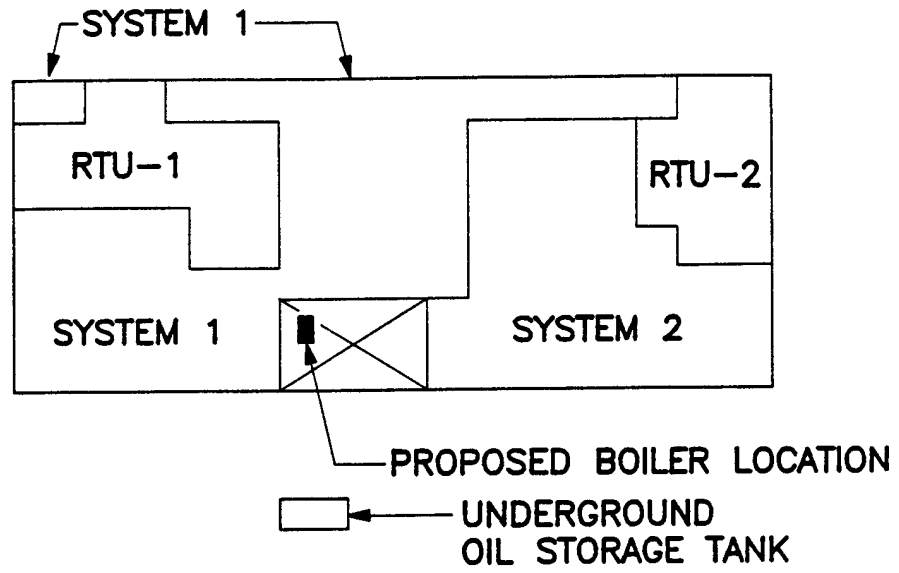 SYSTEM 1
RTU-1
RTU-2
SYSTEM 1
SYSTEM 2
PROPOSED BOILER LOCATION
UNDERGROUND
OIL STORAGE TANK